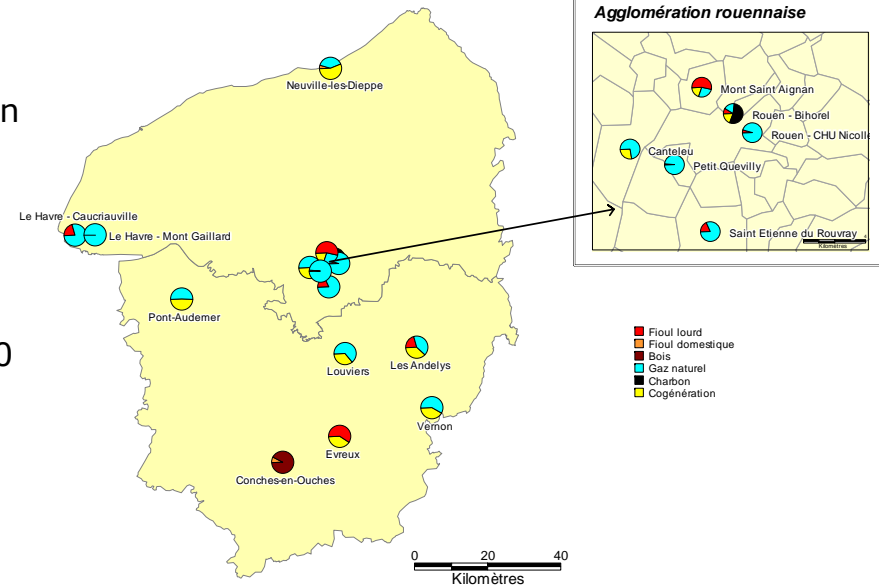 n
0
Neuville-les-Dieppe
Le Havre - Caucriauville
Le Havre - Mont Gaillard
Pont-Audemer
Louviers
Les Andelys
Vernon
Evreux
Conches-en-Ouches
0 20 40
Kilomètres
Agglomération rouennaise
Mont Saint Aignan
Rouen - Bihorel
Rouen - CHU Nicolle
Canteleu
Petit Quevilly
Saint Etienne du Rouvray
Kilomètres
Fioul lourd
Fioul domestique
Bois
Gaz naturel
Charbon
Cogénération